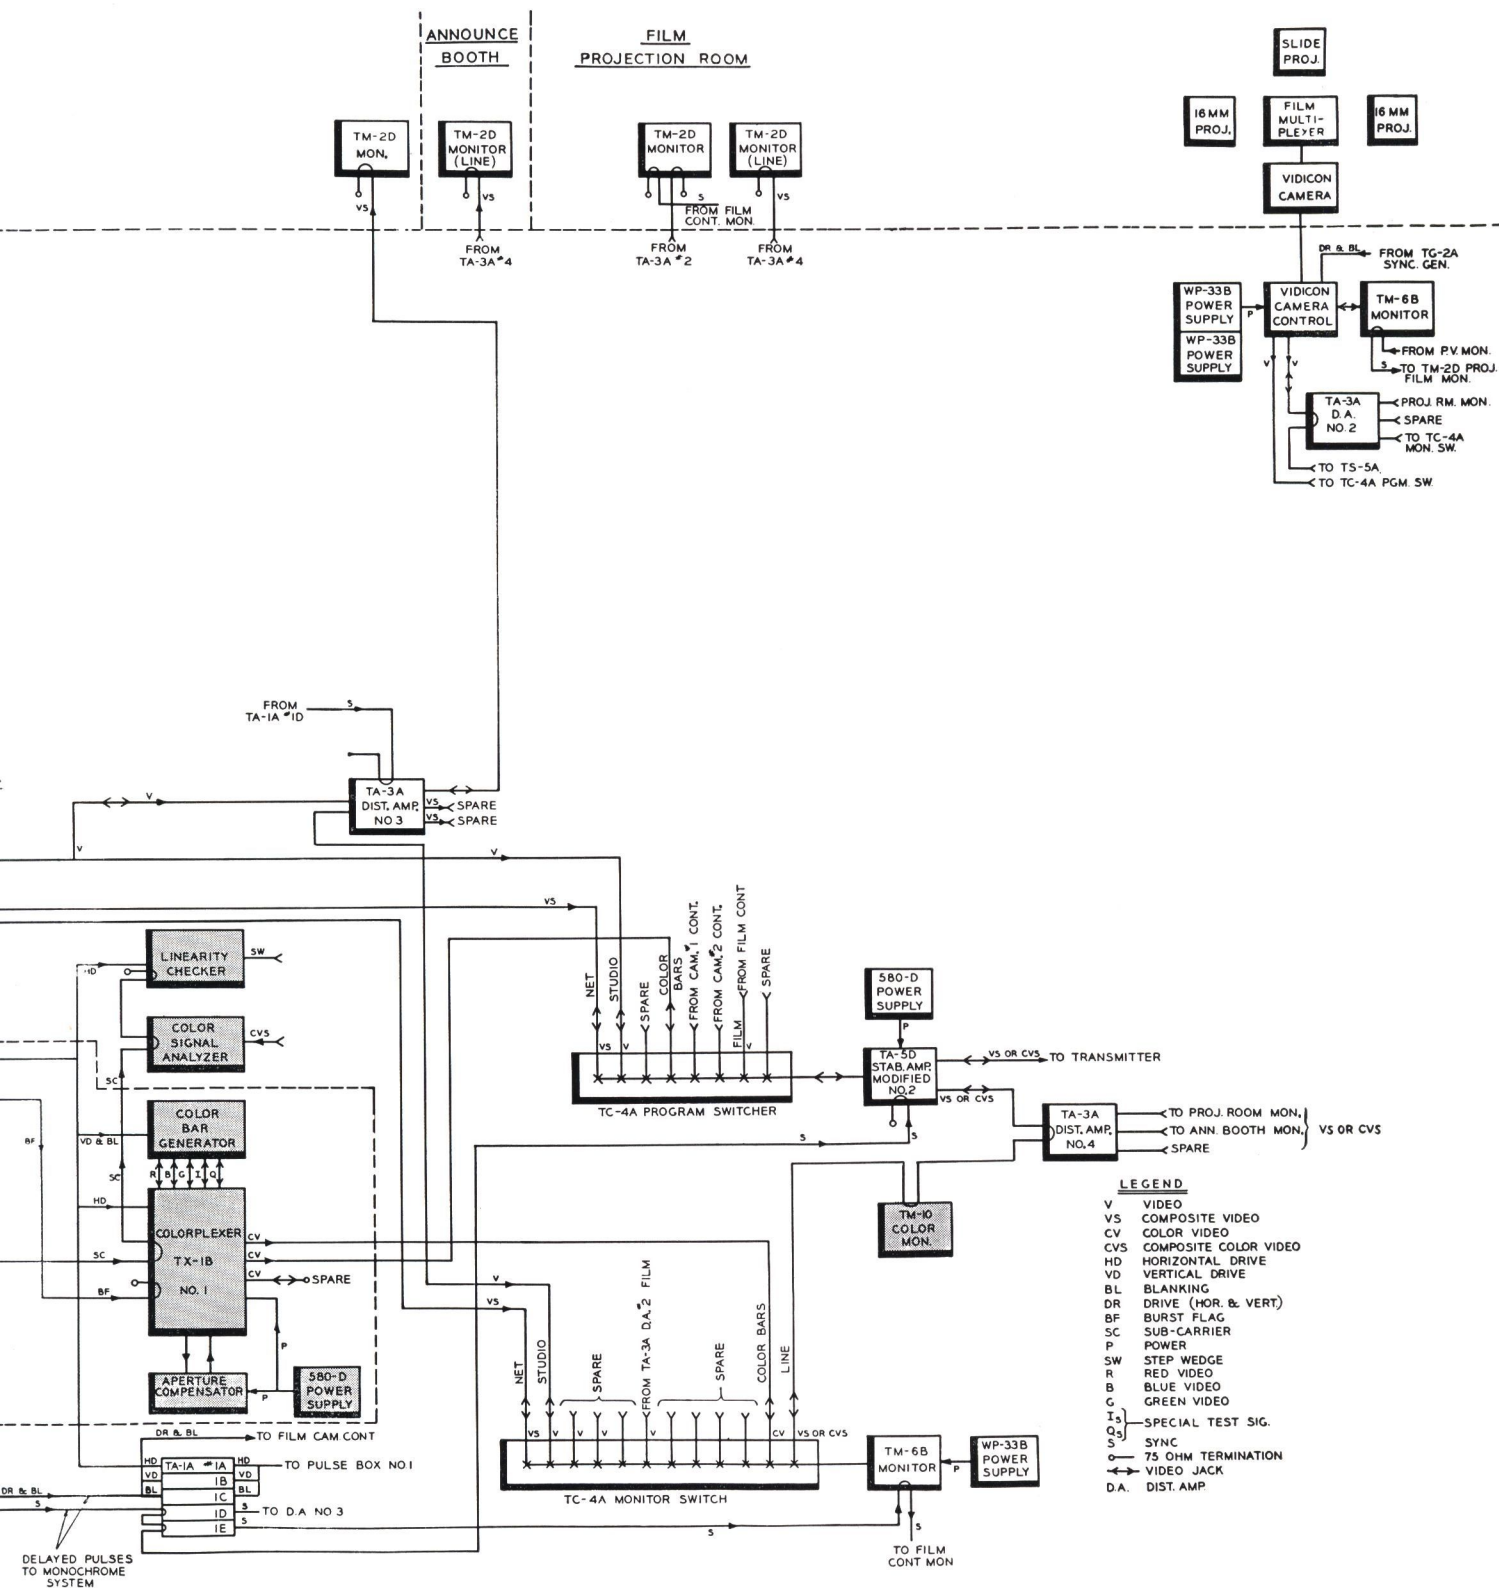 ANNOUNCE
BOOTH
FILM
PROJECTION ROOM
SLIDE
PROJ.
16 MM
PROJ.
FILM
MULTI-
PLEXER
16 MM
PROJ.
VIDICON
CAMERA
TM-2D
MON.
VS
TM-2D
MONITOR
(LINE)
VS
FROM
TA-3A #4
TM-2D
MONITOR
S
FROM FILM
CONT. MON.
FROM
TA-3A #2
TM-2D
MONITOR
(LINE)
VS
FROM
TA-3A #4
DR & BL
FROM TG-2A
SYNC. GEN.
WP-33B
POWER
SUPPLY
WP-33B
POWER
SUPPLY
P
VIDICON
CAMERA
CONTROL
TM-6B
MONITOR
FROM P.V. MON.
S
TO TM-2D PROJ.
FILM MON.
V
V
TA-3A
D.A.
NO.2
PROJ. RM. MON.
SPARE
TO TC-4A
MON. SW.
TO TS-5A
TO TC-4A PGM. SW.
FROM
TA-1A #1D
S
TA-3A
DIST. AMP.
NO 3
VS
SPARE
VS
SPARE
V
V
V
VS
LINEARITY
CHECKER
HD
SW
COLOR
SIGNAL
ANALYZER
CVS
SC
COLOR
BAR
GENERATOR
VD & BL
BF
SC
R B G I Q
HD
COLORPLEXER
TX-1B
NO. 1
SC
BF
CV
CV
CV
SPARE
P
APERTURE
COMPENSATOR
P
580-D
POWER
SUPPLY
NET
STUDIO
SPARE
COLOR
BARS
FROM CAM. #1 CONT.
FROM CAM. #2 CONT.
FILM
FROM FILM CONT
SPARE
VS
V
V
TC-4A PROGRAM SWITCHER
580-D
POWER
SUPPLY
P
TA-5D
STAB. AMP.
MODIFIED
NO.2
VS OR CVS
TO TRANSMITTER
VS OR CVS
S
S
TA-3A
DIST. AMP.
NO.4
TO PROJ. ROOM MON.
TO ANN. BOOTH MON.
SPARE
VS OR CVS
TM-10
COLOR
MON.
V
VS
NET
STUDIO
SPARE
FROM TA-3A D.A. #2 FILM
SPARE
COLOR BARS
LINE
VS
V
V
V
V
CV
VS OR CVS
TC-4A MONITOR SWITCH
TM-6B
MONITOR
P
WP-33B
POWER
SUPPLY
S
S
TO FILM
CONT MON
DR & BL
TO FILM CAM. CONT
HD
VD
BL
TA-1A #1A
1B
1C
1D
1E
HD
VD
BL
S
S
TO PULSE BOX NO.1
TO D.A NO 3
DR & BL
S
DELAYED PULSES
TO MONOCHROME
SYSTEM
LEGEND
V VIDEO
VS COMPOSITE VIDEO
CV COLOR VIDEO
CVS COMPOSITE COLOR VIDEO
HD HORIZONTAL DRIVE
VD VERTICAL DRIVE
BL BLANKING
DR DRIVE (HOR. & VERT.)
BF BURST FLAG
SC SUB-CARRIER
P POWER
SW STEP WEDGE
R RED VIDEO
B BLUE VIDEO
G GREEN VIDEO
Is
Qs SPECIAL TEST SIG.
S SYNC
75 OHM TERMINATION
VIDEO JACK
D.A. DIST. AMP